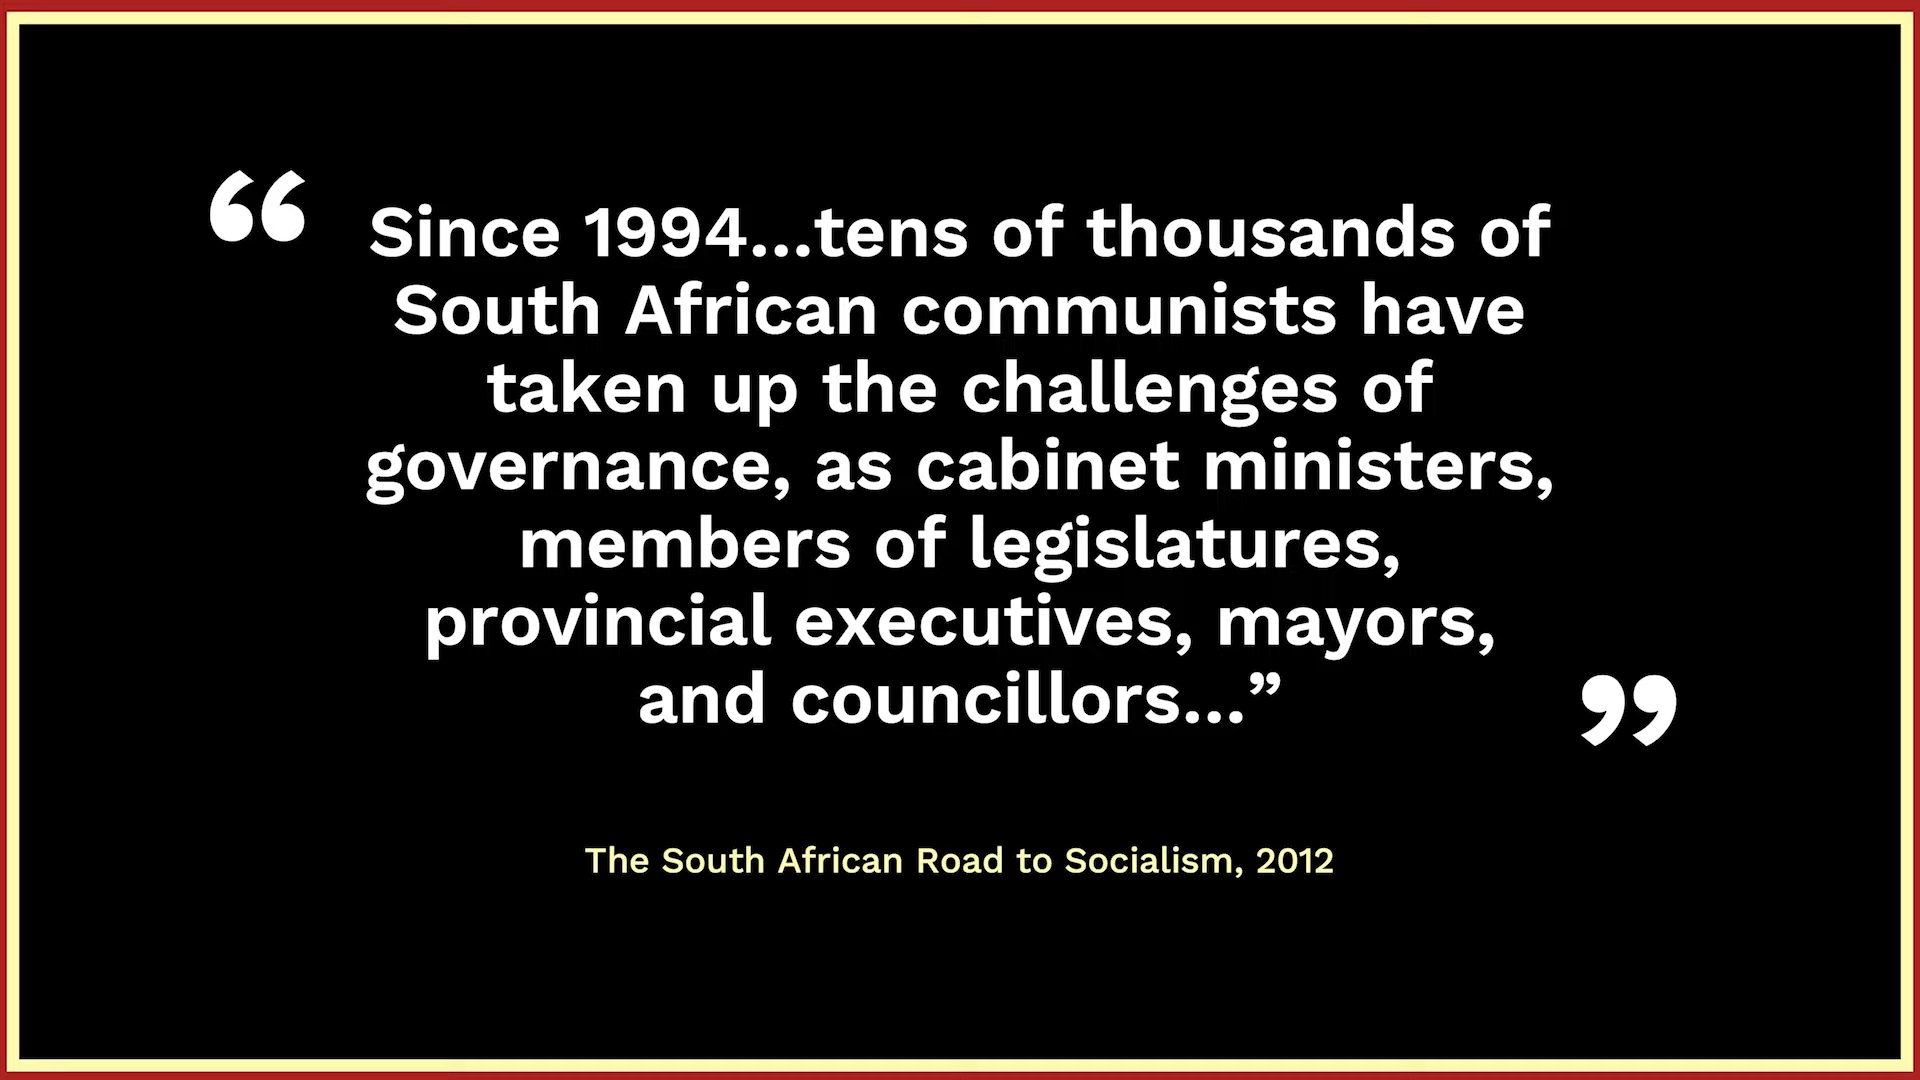 “ Since 1994...tens of thousands of
South African communists have
taken up the challenges of
governance, as cabinet ministers,
members of legislatures,
provincial executives, mayors,
and councillors...” ”
The South African Road to Socialism, 2012